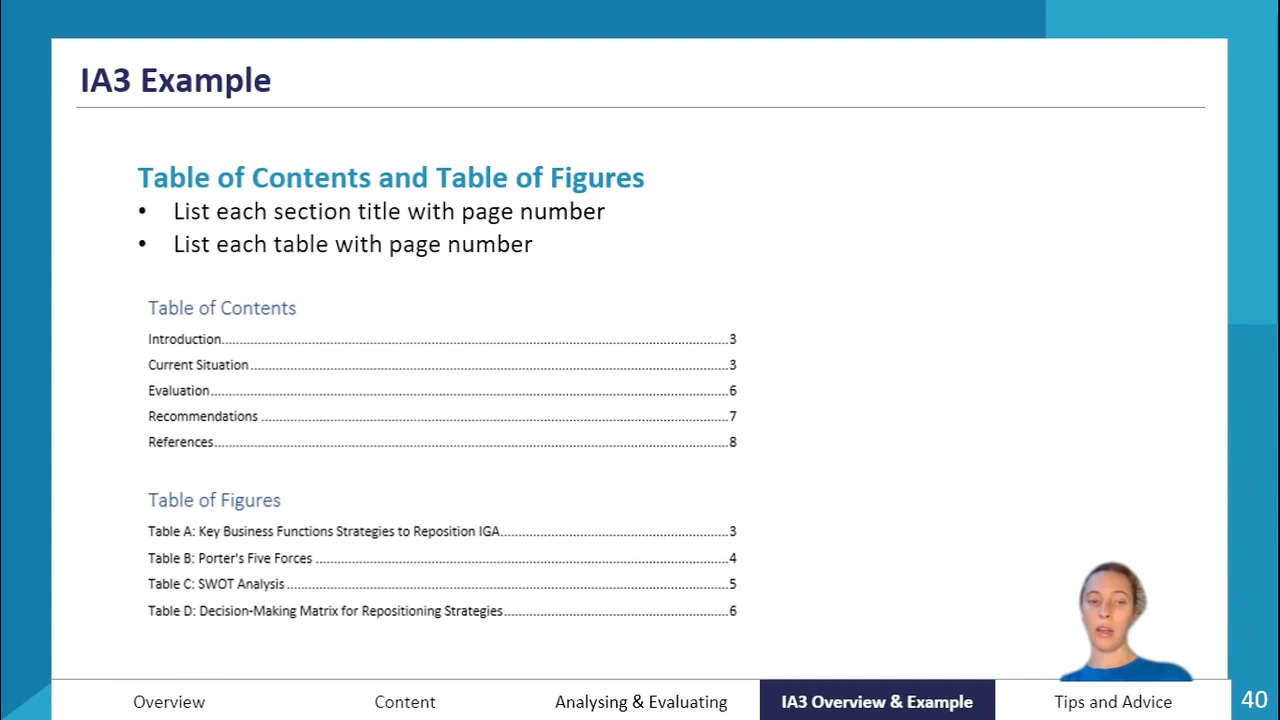 IA3 Example
Table of Contents and Table of Figures
• List each section title with page number
• List each table with page number
Table of Contents
Introduction........................................3
Current Situation........................................3
Evaluation........................................6
Recommendations........................................7
References........................................8
Table of Figures
Table A: Key Business Functions Strategies to Reposition IGA........................................3
Table B: Porter's Five Forces........................................4
Table C: SWOT Analysis........................................5
Table D: Decision-Making Matrix for Repositioning Strategies........................................6
Overview Content Analysing & Evaluating IA3 Overview & Example Tips and Advice 40